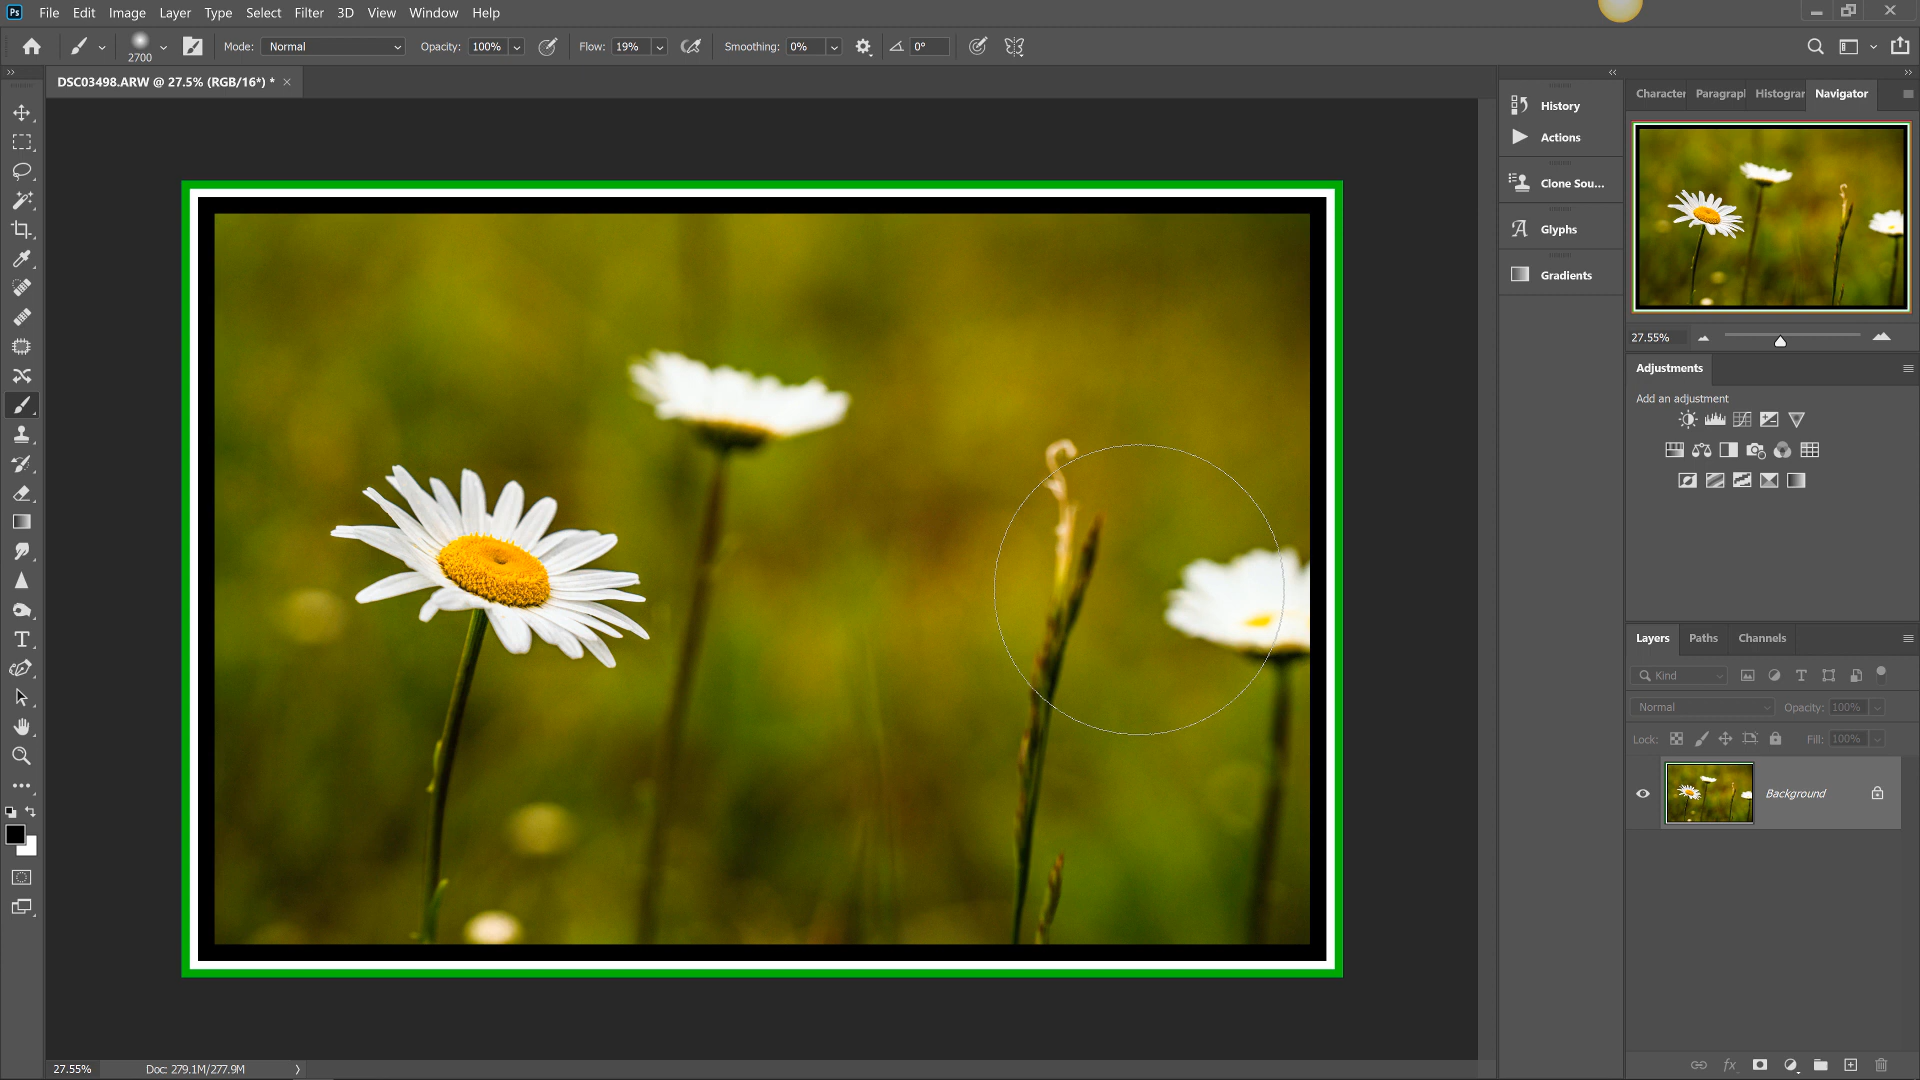 Ps File Edit Image Layer Type Select Filter 3D View Window Help
2700 Mode: Normal Opacity: 100% Flow: 19% Smoothing: 0% 0°
DSC03498.ARW @ 27.5% (RGB/16*) * ×
History
Actions
Clone Sou...
Glyphs
Gradients
Character Paragraph Histogram Navigator
27.55%
Adjustments
Add an adjustment
Layers Paths Channels
Kind
Normal Opacity: 100%
Lock: Fill: 100%
Background
fx
27.55% Doc: 279.1M/277.9M